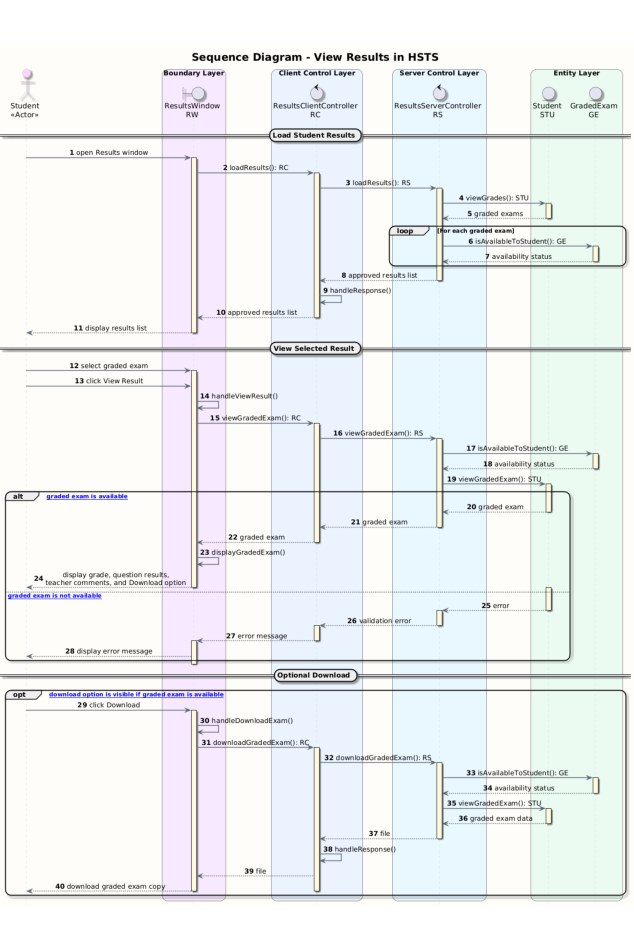 Sequence Diagram - View Results in HSTS
Boundary Layer
Client Control Layer
Server Control Layer
Entity Layer
Student
«Actor»
ResultsWindow
RW
ResultsClientController
RC
ResultsServerController
RS
Student
STU
GradedExam
GE
Load Student Results
1 open Results window
2 loadResults(): RC
3 loadResults(): RS
4 viewGrades(): STU
5 graded exams
loop [For each graded exam]
6 isAvailableToStudent(): GE
7 availability status
8 approved results list
9 handleResponse()
10 approved results list
11 display results list
View Selected Result
12 select graded exam
13 click View Result
14 handleViewResult()
15 viewGradedExam(): RC
16 viewGradedExam(): RS
17 isAvailableToStudent(): GE
18 availability status
19 viewGradedExam(): STU
alt graded exam is available
20 graded exam
21 graded exam
22 graded exam
23 displayGradedExam()
24 display grade, question results,
teacher comments, and Download option
graded exam is not available
25 error
26 validation error
27 error message
28 display error message
Optional Download
opt download option is visible if graded exam is available
29 click Download
30 handleDownloadExam()
31 downloadGradedExam(): RC
32 downloadGradedExam(): RS
33 isAvailableToStudent(): GE
34 availability status
35 viewGradedExam(): STU
36 graded exam data
37 file
38 handleResponse()
39 file
40 download graded exam copy